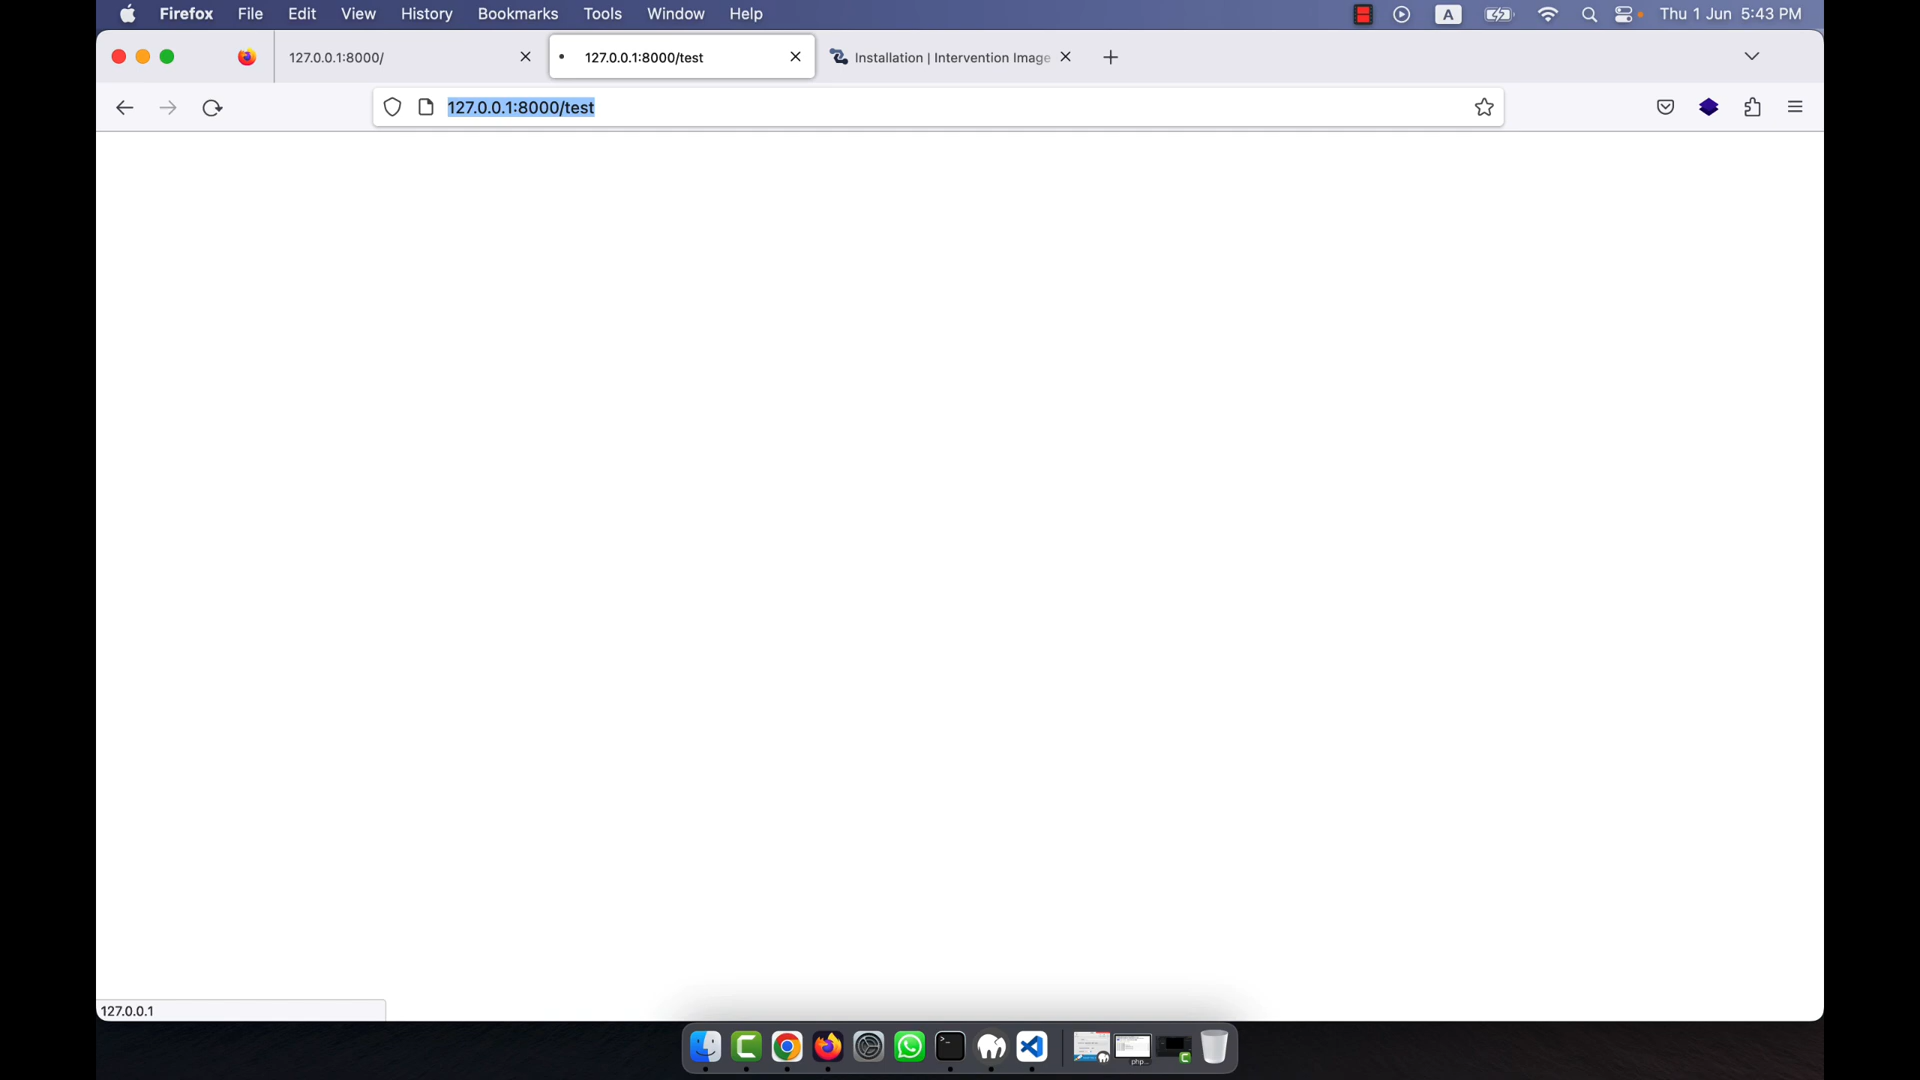 Firefox File Edit View History Bookmarks Tools Window Help A Thu 1 Jun 5:43 PM
127.0.0.1:8000/ 127.0.0.1:8000/test Installation | Intervention Image
127.0.0.1:8000/test
127.0.0.1
php